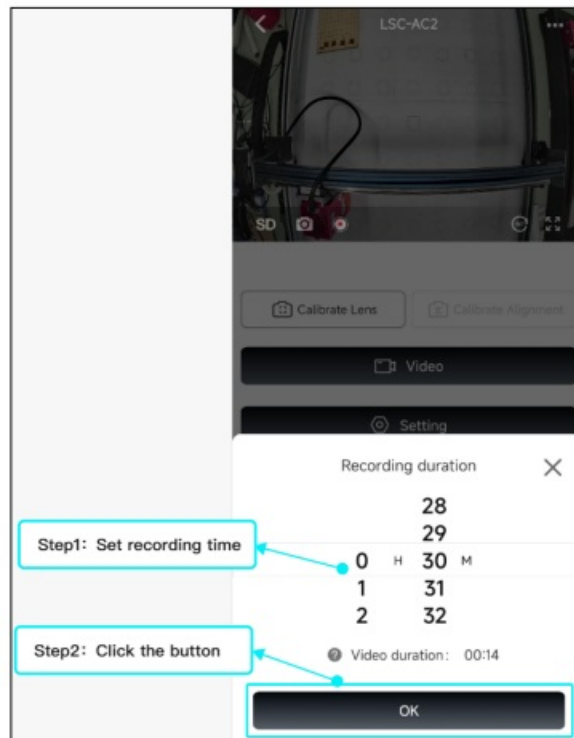 LSC-AC2
SD
Calibrate Lens
Calibrate Alignment
Video
Setting
Recording duration
28
29
Step1: Set recording time
0 H 30 M
1 31
2 32
Step2: Click the button
Video duration: 00:14
OK